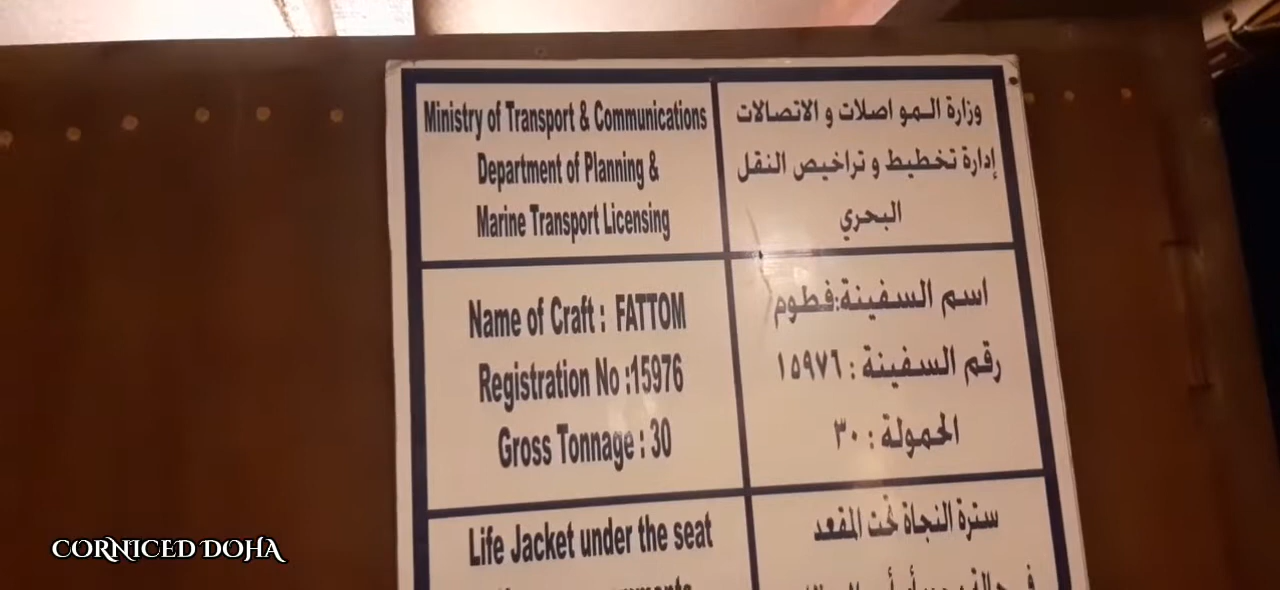 Ministry of Transport & Communications
Department of Planning &
Marine Transport Licensing
وزارة المواصلات و الاتصالات
إدارة تخطيط و تراخيص النقل
البحري
Name of Craft : FATTOM
Registration No :15976
Gross Tonnage : 30
اسم السفينة:فطوم
رقم السفينة : ١٥٩٧٦
الحمولة : ٣٠
Life Jacket under the seat
سترة النجاة تحت المقعد
CORNICED DOHA